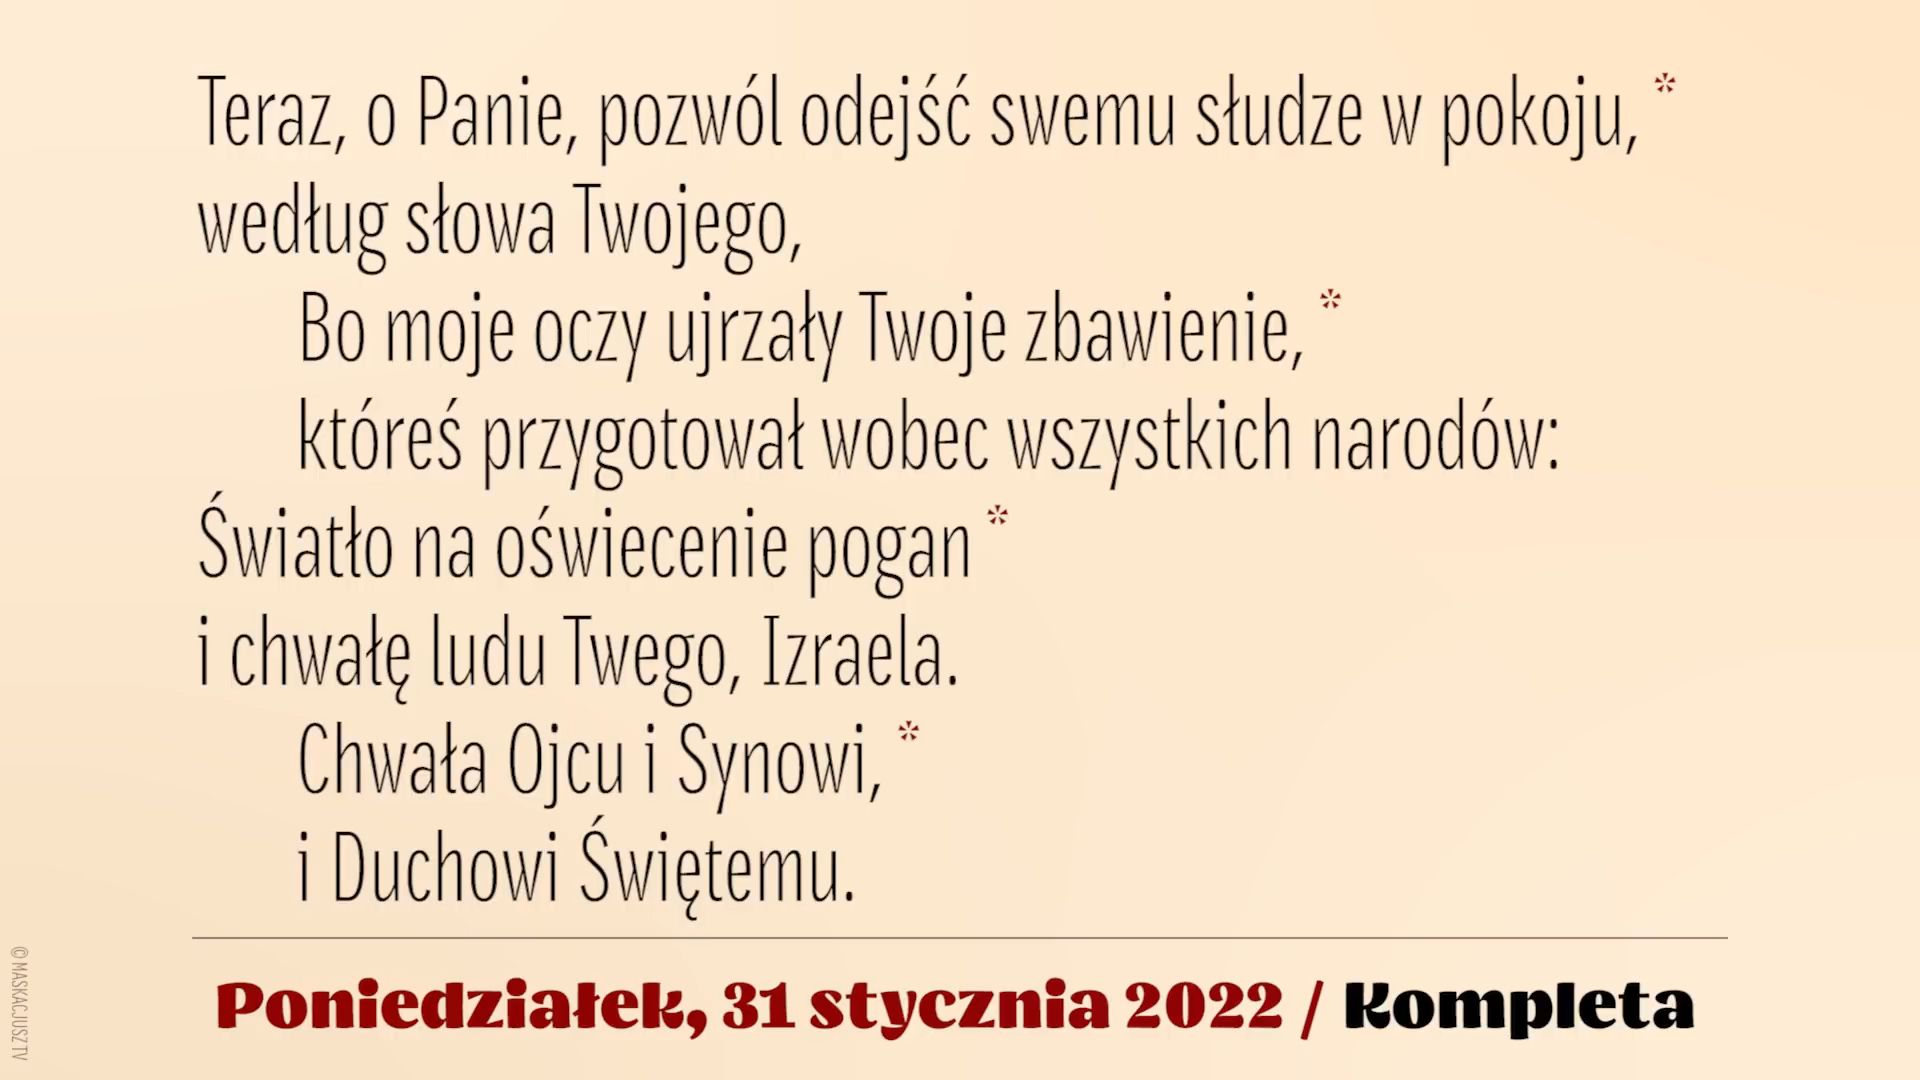 Teraz, o Panie, pozwól odejść swemu słudze w pokoju, *
według słowa Twojego,
Bo moje oczy ujrzały Twoje zbawienie, *
któreś przygotował wobec wszystkich narodów:
Światło na oświecenie pogan *
i chwałę ludu Twego, Izraela.
Chwała Ojcu i Synowi, *
i Duchowi Świętemu.
Poniedziałek, 31 stycznia 2022 / Kompleta
© MASKACJUSZ TV